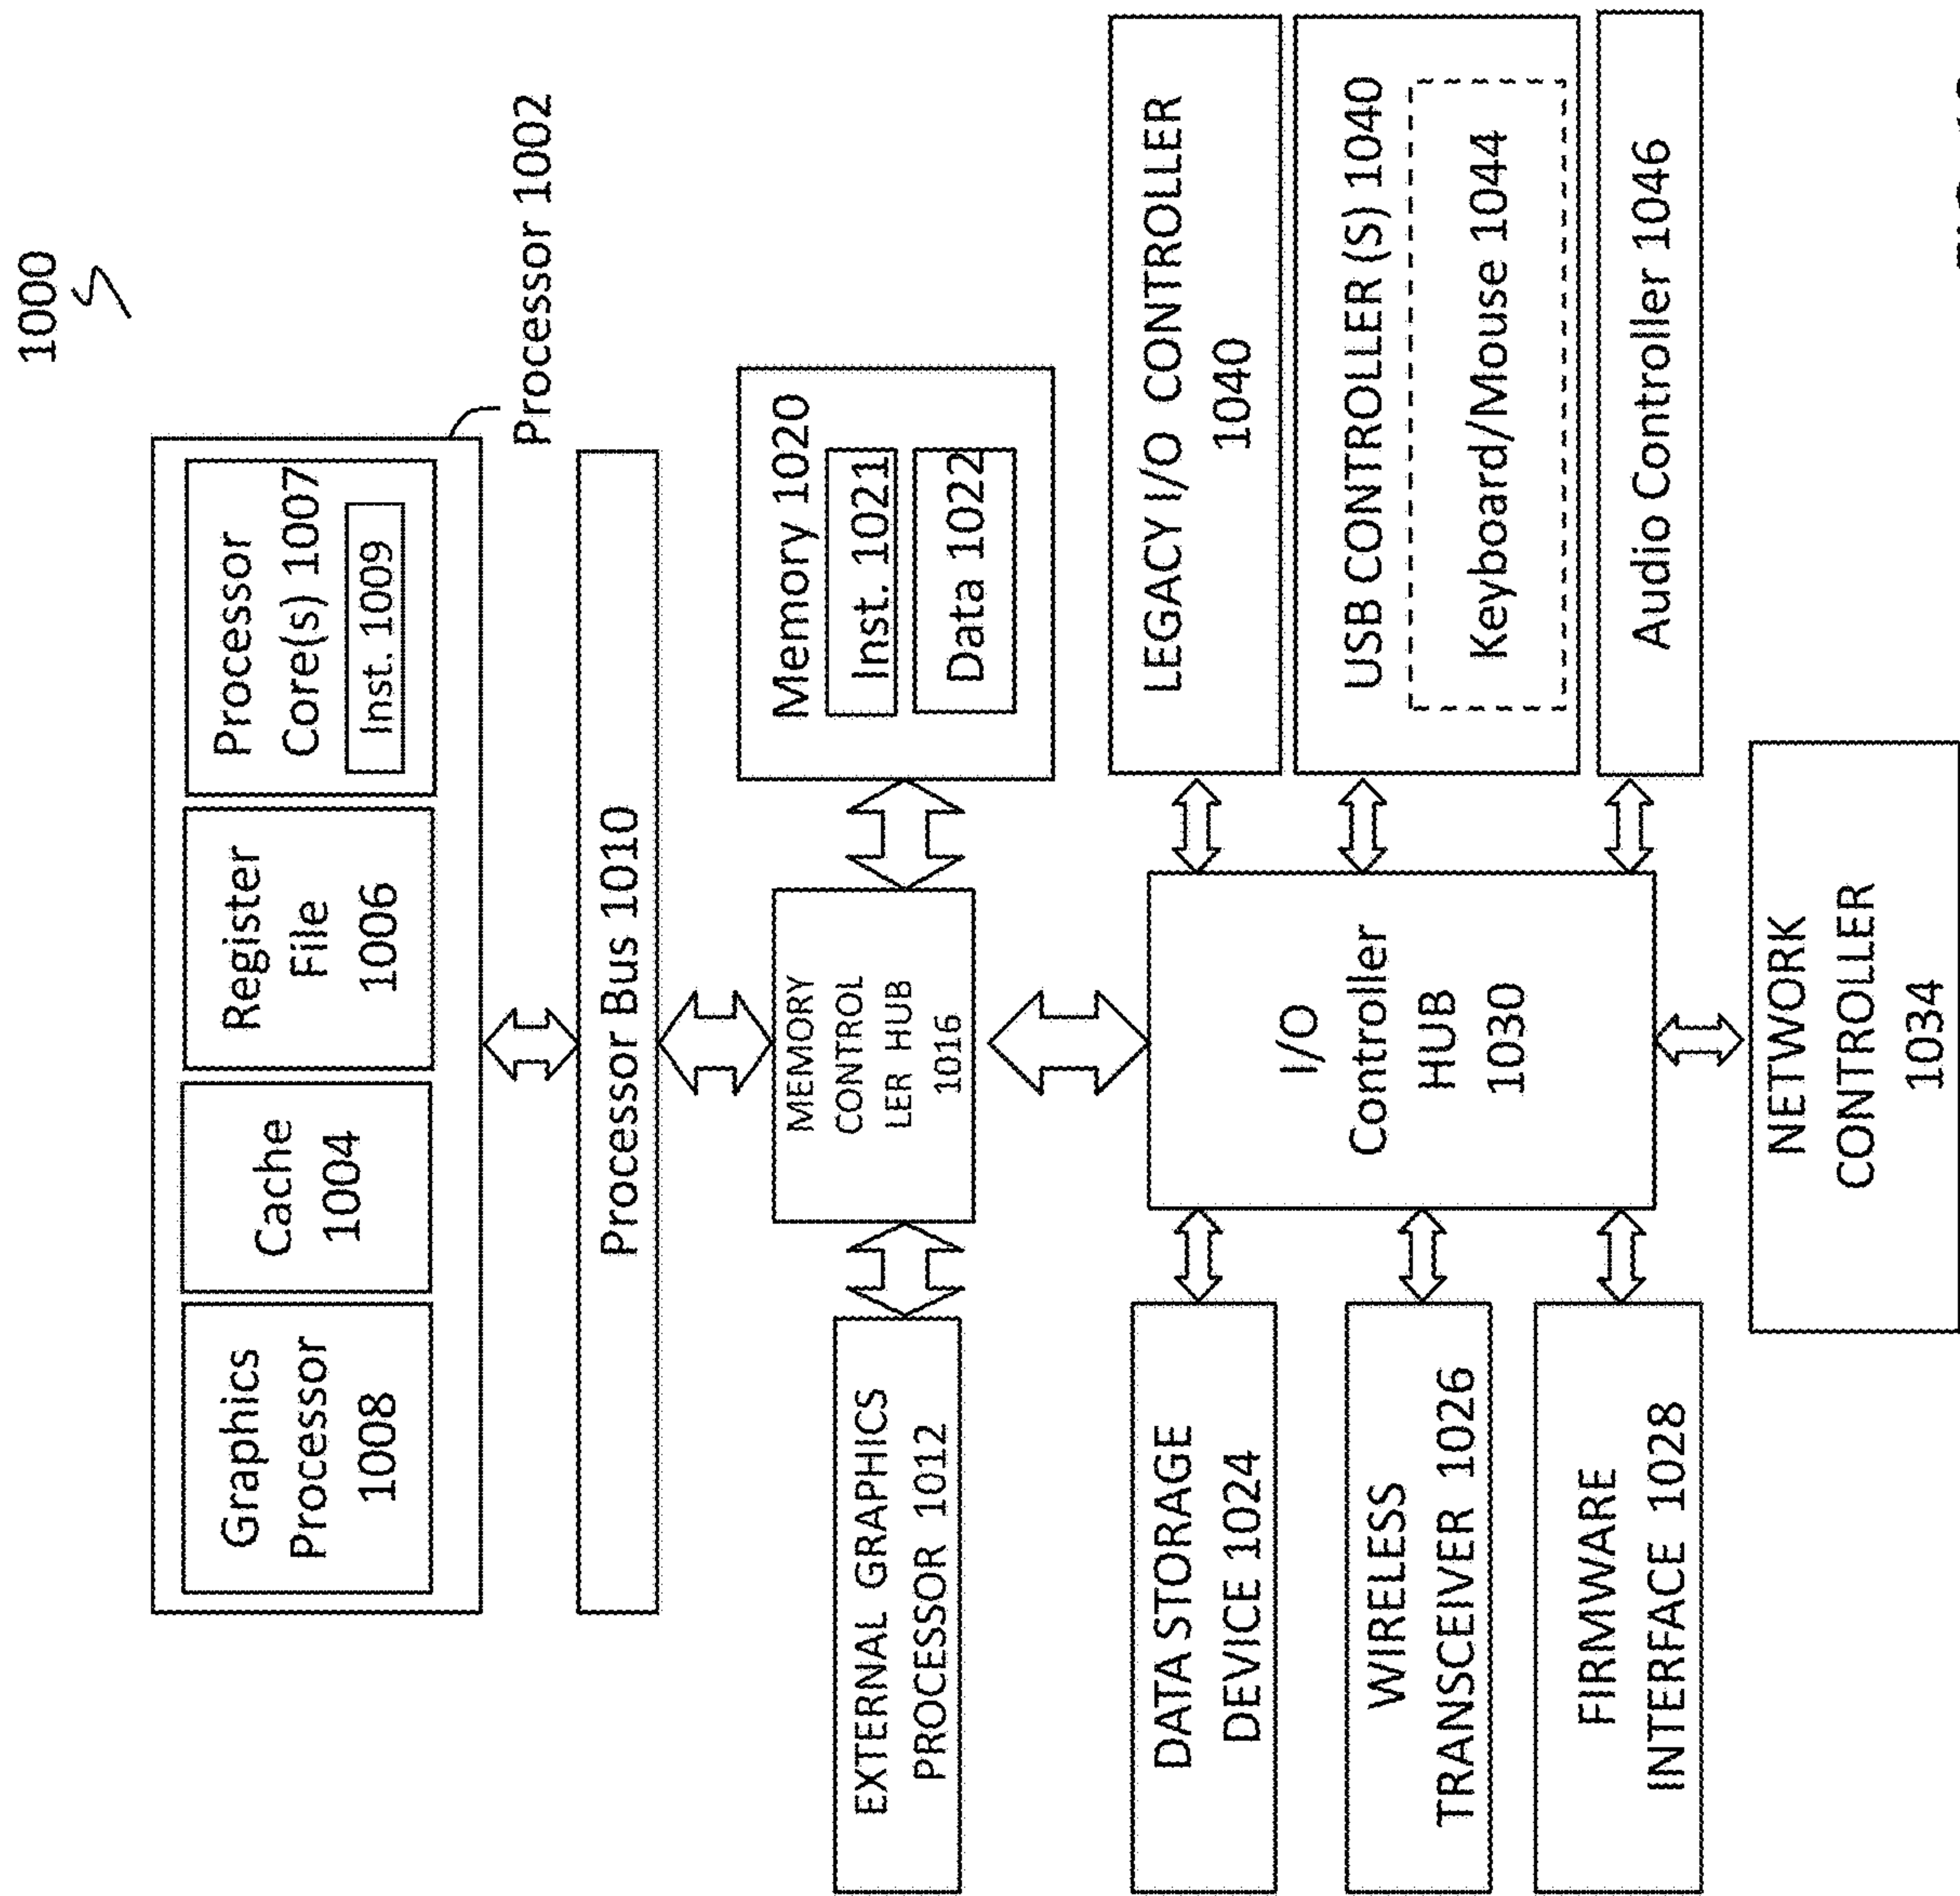 1000
Processor 1002
Graphics
Processor
1008
Cache
1004
Register
File
1006
Processor
Core(s) 1007
Inst. 1009
Processor Bus 1010
EXTERNAL GRAPHICS
PROCESSOR 1012
MEMORY
CONTROL
LER HUB
1016
Memory 1020
Inst. 1021
Data 1022
DATA STORAGE
DEVICE 1024
WIRELESS
TRANSCEIVER 1026
FIRMWARE
INTERFACE 1028
I/O
Controller
HUB
1030
LEGACY I/O CONTROLLER
1040
USB CONTROLLER (S) 1040
Keyboard/Mouse 1044
Audio Controller 1046
NETWORK
CONTROLLER
1034